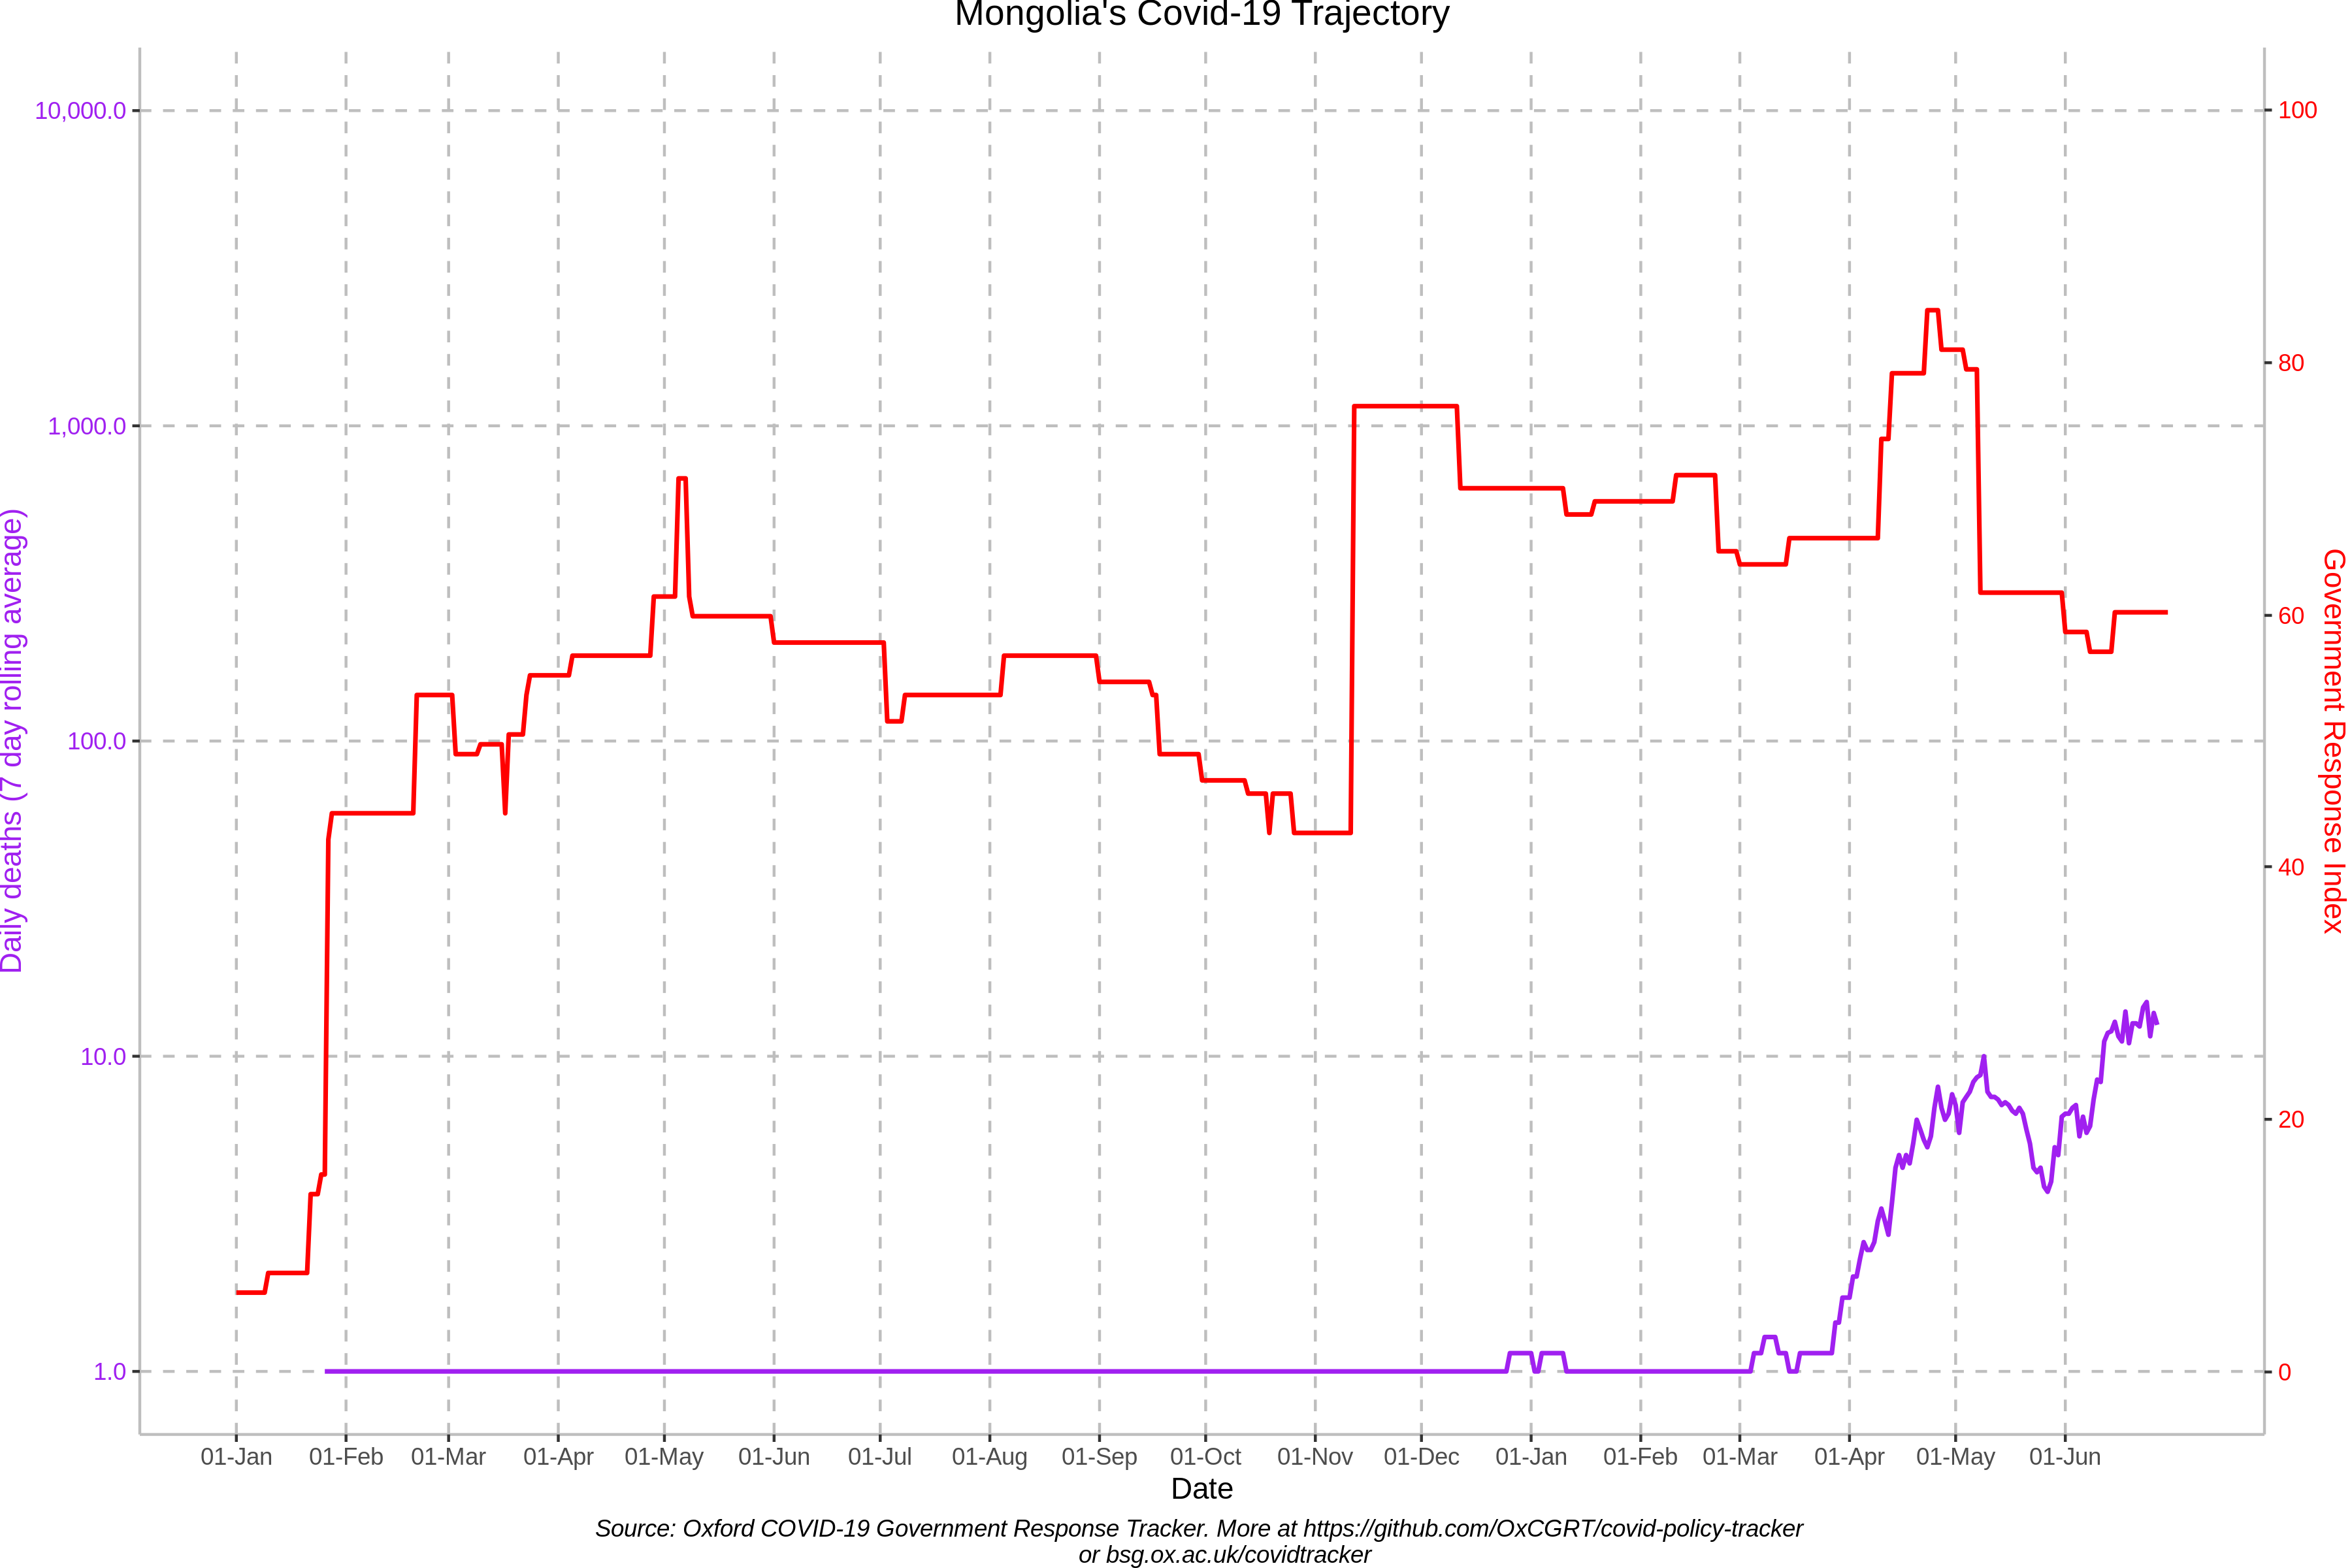 Mongolia's Covid-19 Trajectory
10,000.0
1,000.0
100.0
10.0
1.0
Daily deaths (7 day rolling average)
100
80
60
40
20
0
Government Response Index
01-Jan 01-Feb 01-Mar 01-Apr 01-May 01-Jun 01-Jul 01-Aug 01-Sep 01-Oct 01-Nov 01-Dec 01-Jan 01-Feb 01-Mar 01-Apr 01-May 01-Jun
Date
Source: Oxford COVID-19 Government Response Tracker. More at https://github.com/OxCGRT/covid-policy-tracker
or bsg.ox.ac.uk/covidtracker